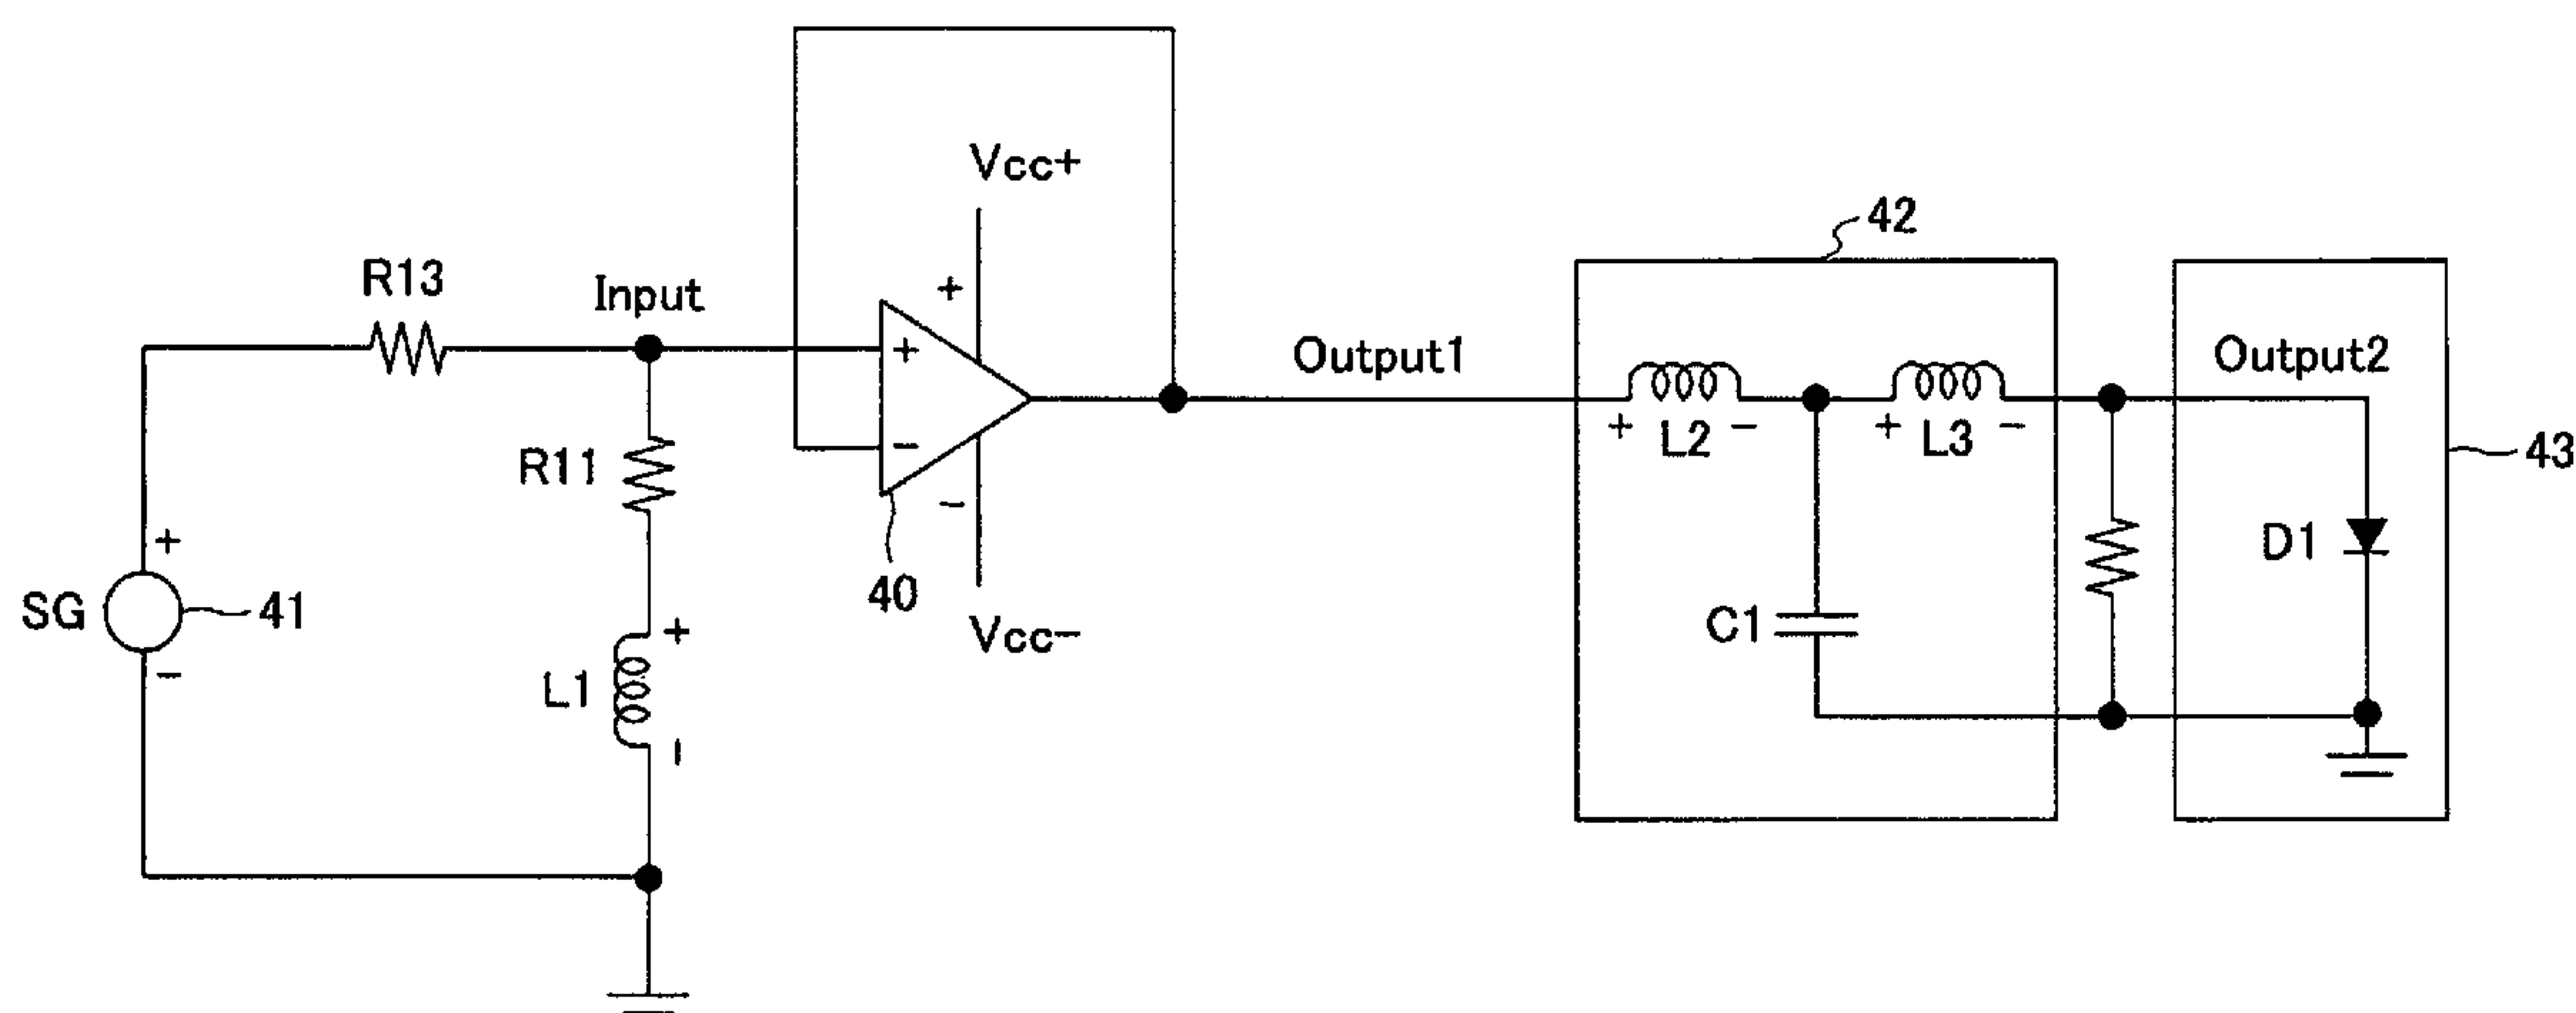 42
Vcc+
R13
Input
+
Output1
Output2
+
+ L2 -
+ L3 -
43
R11
-
-
+
D1
SG
41
40
C1
+
Vcc-
-
L1
-